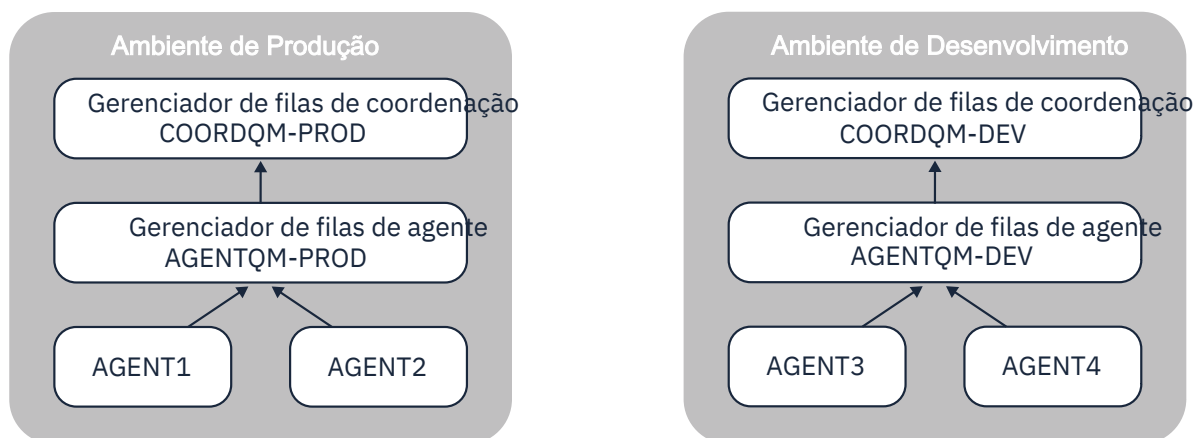 Ambiente de Produção
Gerenciador de filas de coordenação
COORDQM-PROD
Gerenciador de filas de agente
AGENTQM-PROD
AGENT1
AGENT2
Ambiente de Desenvolvimento
Gerenciador de filas de coordenação
COORDQM-DEV
Gerenciador de filas de agente
AGENTQM-DEV
AGENT3
AGENT4